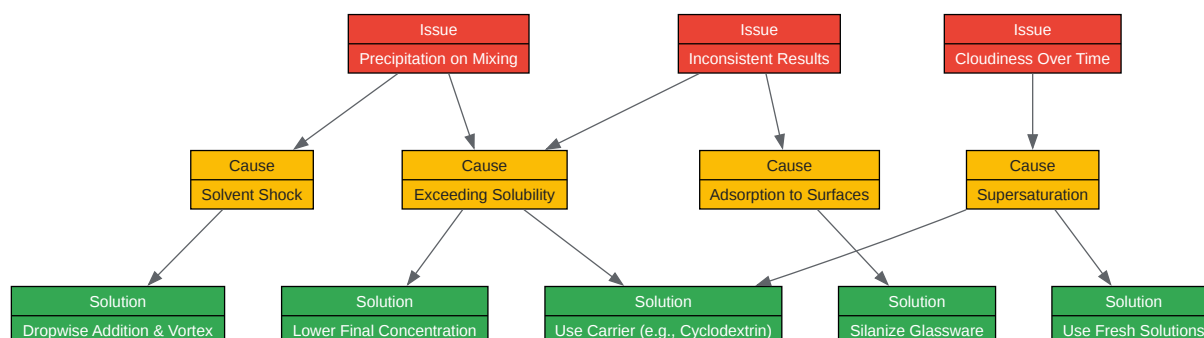 Issue
Precipitation on Mixing
Issue
Inconsistent Results
Issue
Cloudiness Over Time
Cause
Solvent Shock
Cause
Exceeding Solubility
Cause
Adsorption to Surfaces
Cause
Supersaturation
Solution
Dropwise Addition & Vortex
Solution
Lower Final Concentration
Solution
Use Carrier (e.g., Cyclodextrin)
Solution
Silanize Glassware
Solution
Use Fresh Solutions